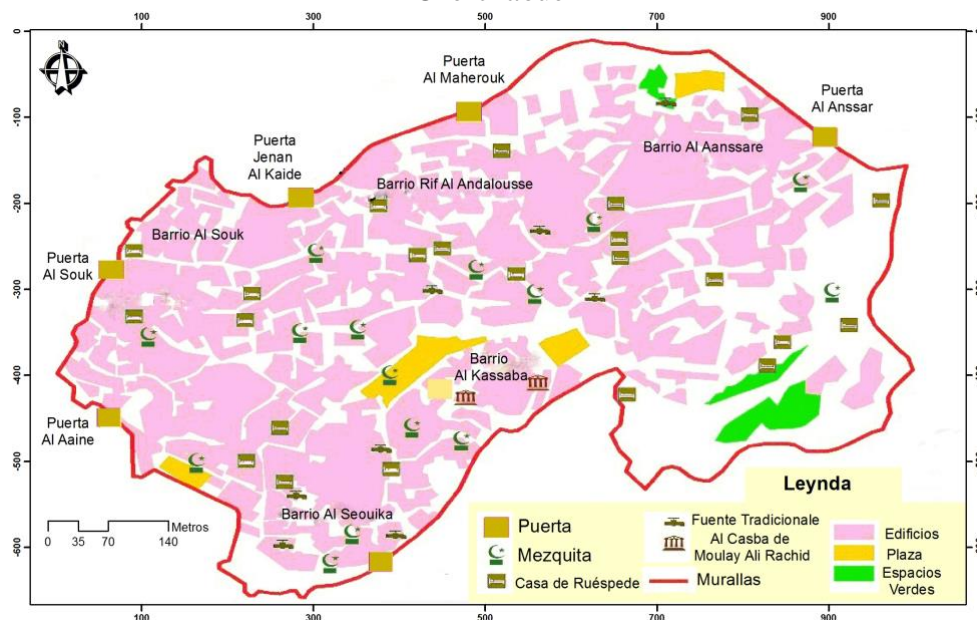 100 300 500 700 900
0
100
200
300
400
500
600
Puerta
Al Maherouk
Puerta
Al Anssar
Puerta
Jenan
Al Kaide
Barrio Al Aanssare
Barrio Rif Al Andalousse
Barrio Al Souk
Puerta
Al Souk
Barrio
Al Kassaba
Puerta
Al Aaine
Barrio Al Seouika
Metros
0 35 70 140
Leynda
Puerta
Mezquita
Casa de Ruéspede
Fuente Tradicionale
Al Casba de
Moulay Ali Rachid
Murallas
Edificios
Plaza
Espacios
Verdes
100 300 500 700 900